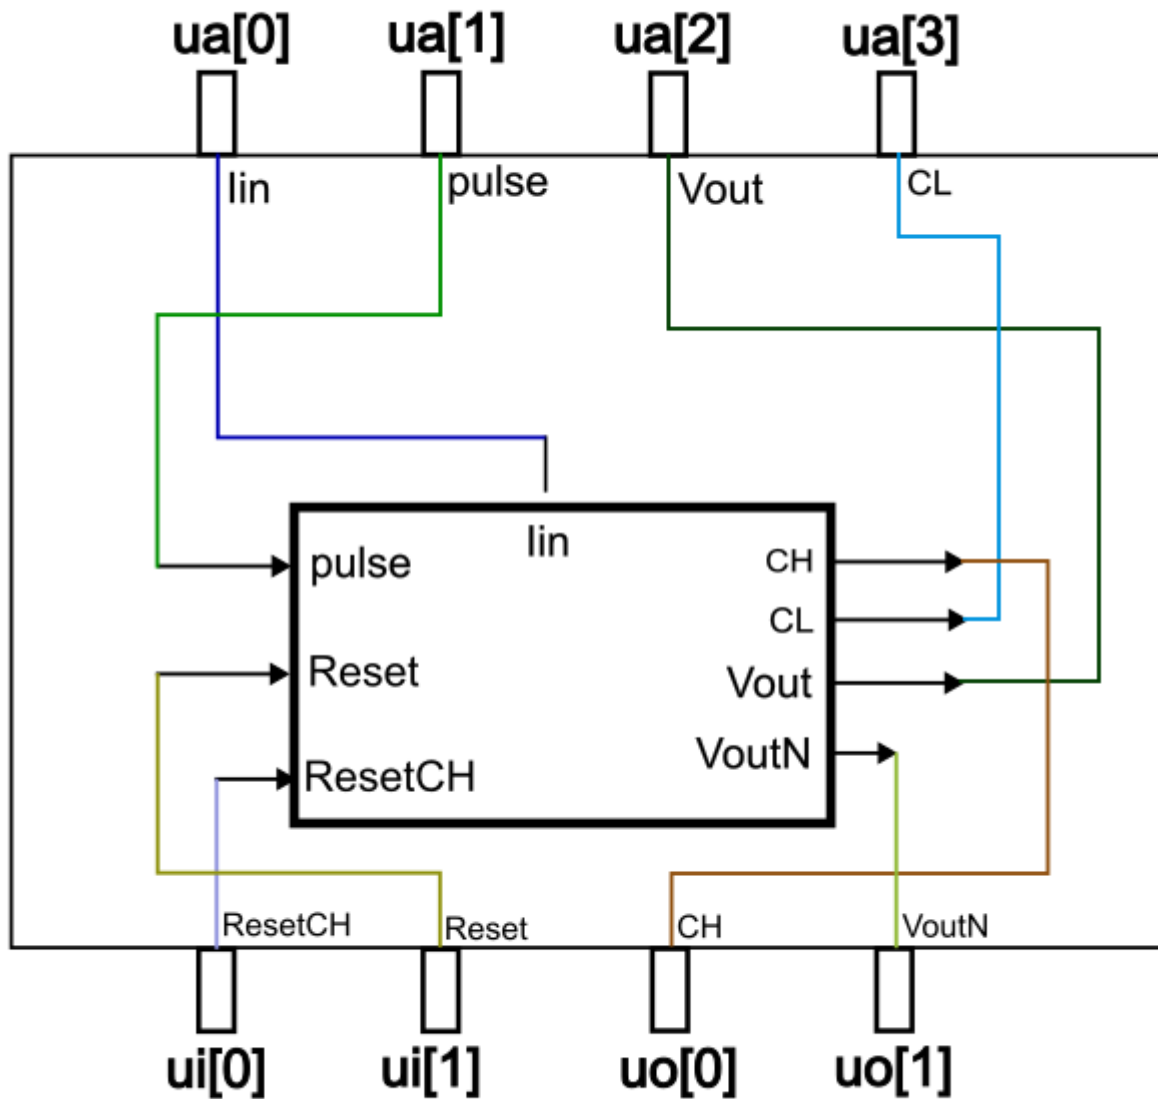 ua[0] ua[1] ua[2] ua[3]
Iin pulse Vout CL
Iin
pulse CH
CL
Reset Vout
VoutN
ResetCH
ResetCH Reset CH VoutN
ui[0] ui[1] uo[0] uo[1]